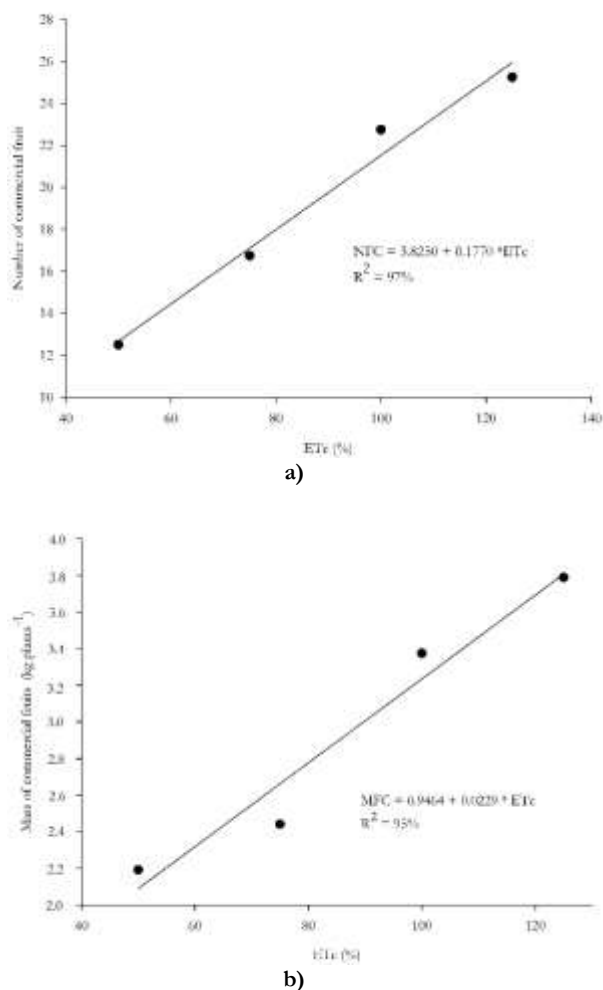 28
26
24
22
20
18
16
14
12
10
Number of commercial fruit
NFC = 3.8250 + 0.1770 *ETc
R² = 97%
40 60 80 100 120 140
ETc (%)
a)
4.0
3.8
3.6
3.4
3.2
3.0
2.8
2.6
2.4
2.2
2.0
Mass of commercial fruits (kg plants⁻¹)
MFC = 0.9464 + 0.0229 * ETc
R² =
40 60 80 100 120
ETc (%)
b)